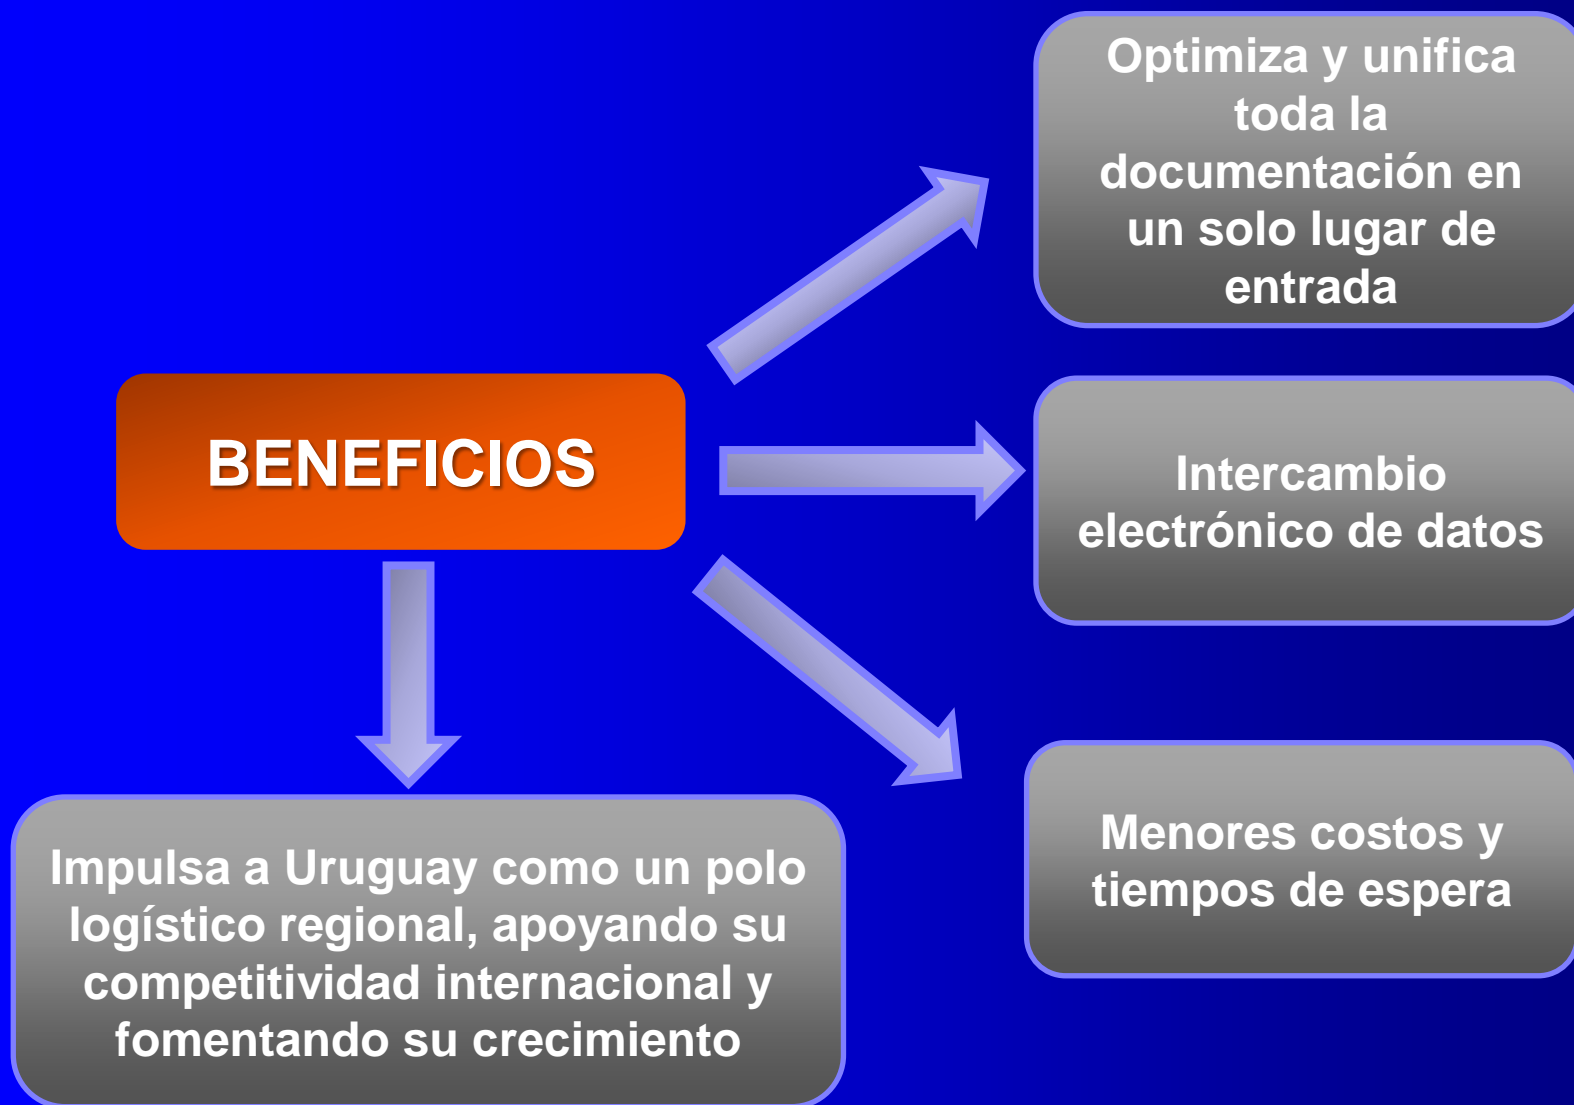 Optimiza y unifica
toda la
documentación en
un solo lugar de
entrada
BENEFICIOS
Intercambio
electrónico de datos
Menores costos y
tiempos de espera
Impulsa a Uruguay como un polo
logístico regional, apoyando su
competitividad internacional y
fomentando su crecimiento